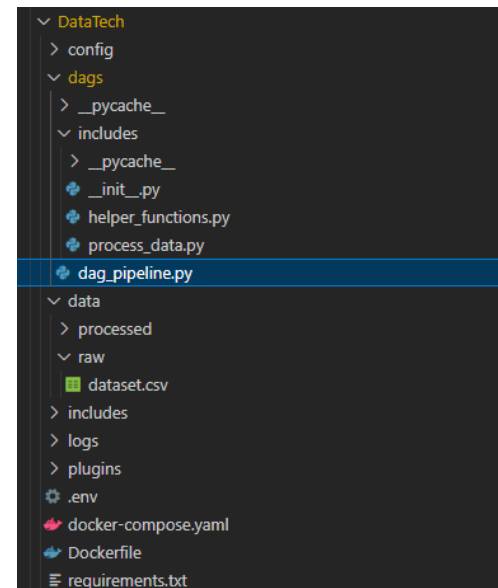 DataTech
config
dags
__pycache__
includes
__pycache__
__init__.py
helper_functions.py
process_data.py
dag_pipeline.py
data
processed
raw
dataset.csv
includes
logs
plugins
.env
docker-compose.yaml
Dockerfile
requirements.txt